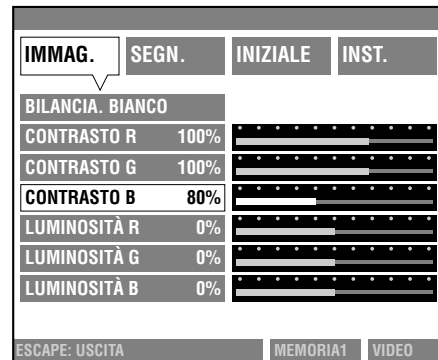 IMMAG. SEGN. INIZIALE INST.
BILANCIA. BIANCO
CONTRASTO R 100%
CONTRASTO G 100%
CONTRASTO B 80%
LUMINOSITÀ R 0%
LUMINOSITÀ G 0%
LUMINOSITÀ B 0%
ESCAPE: USCITA MEMORIA1 VIDEO